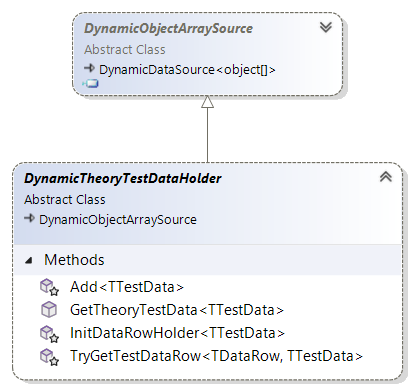 DynamicObjectArraySource
Abstract Class
DynamicDataSource<object[]>
DynamicTheoryTestDataHolder
Abstract Class
DynamicObjectArraySource
Methods
Add<TTestData>
GetTheoryTestData<TTestData>
InitDataRowHolder<TTestData>
TryGetTestDataRow<TDataRow, TTestData>